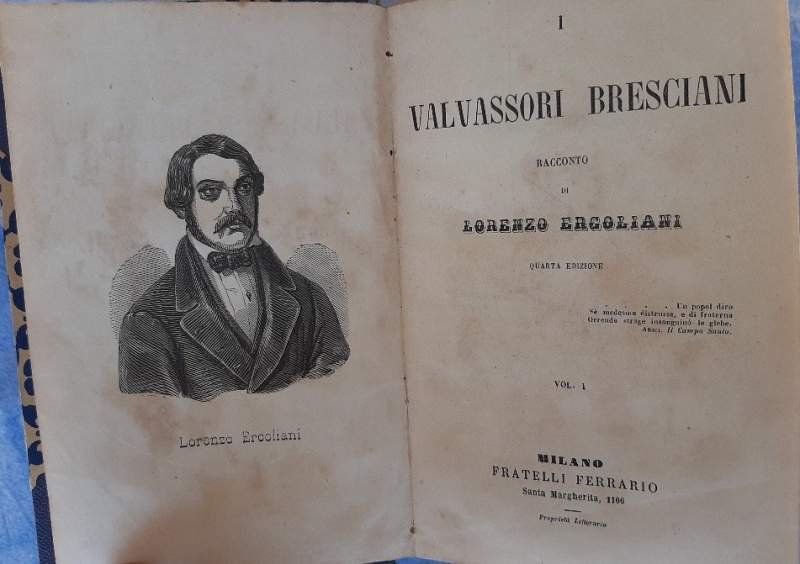 Lorenzo Ercoliani
I
VALVASSORI BRESCIANI
RACCONTO
DI
LORENZO ERCOLIANI
QUARTA EDIZIONE
. . . . . Un popol diro
Sè medesmo distrusse, e di fraterna
Orrenda strage insanguinò le glebe.
Arici. Il Campo Santo.
VOL. I
MILANO
FRATELLI FERRARIO
Santa Margherita, 1106
Proprietà Letteraria